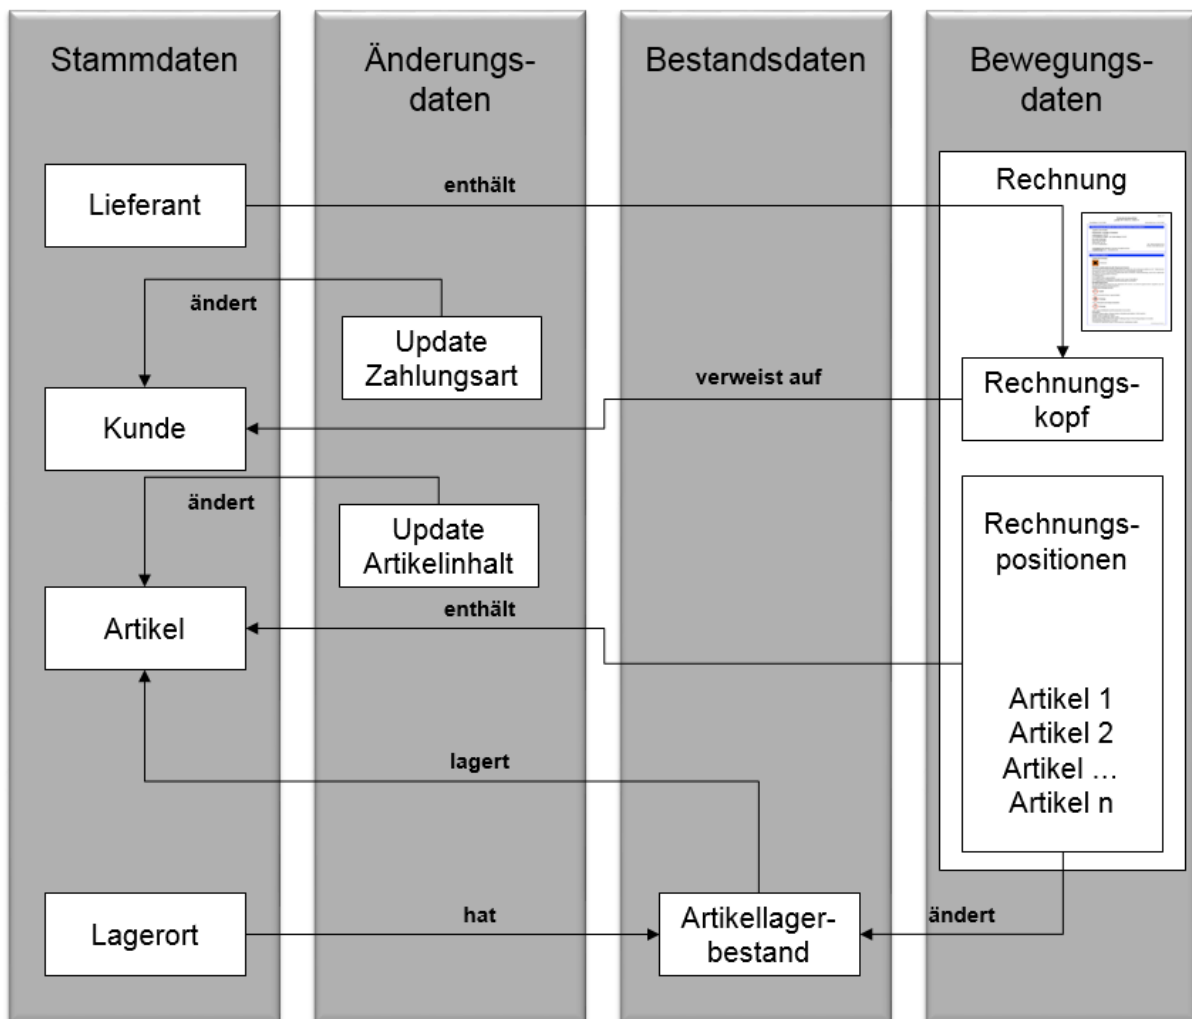 Stammdaten
Änderungs-
daten
Bestandsdaten
Bewegungs-
daten
Lieferant
enthält
Rechnung
ändert
Update
Zahlungsart
verweist auf
Rechnungs-
kopf
Kunde
ändert
Update
Artikelinhalt
Rechnungs-
positionen
Artikel
enthält
Artikel 1
Artikel 2
Artikel ...
Artikel n
lagert
Lagerort
hat
Artikellager-
bestand
ändert